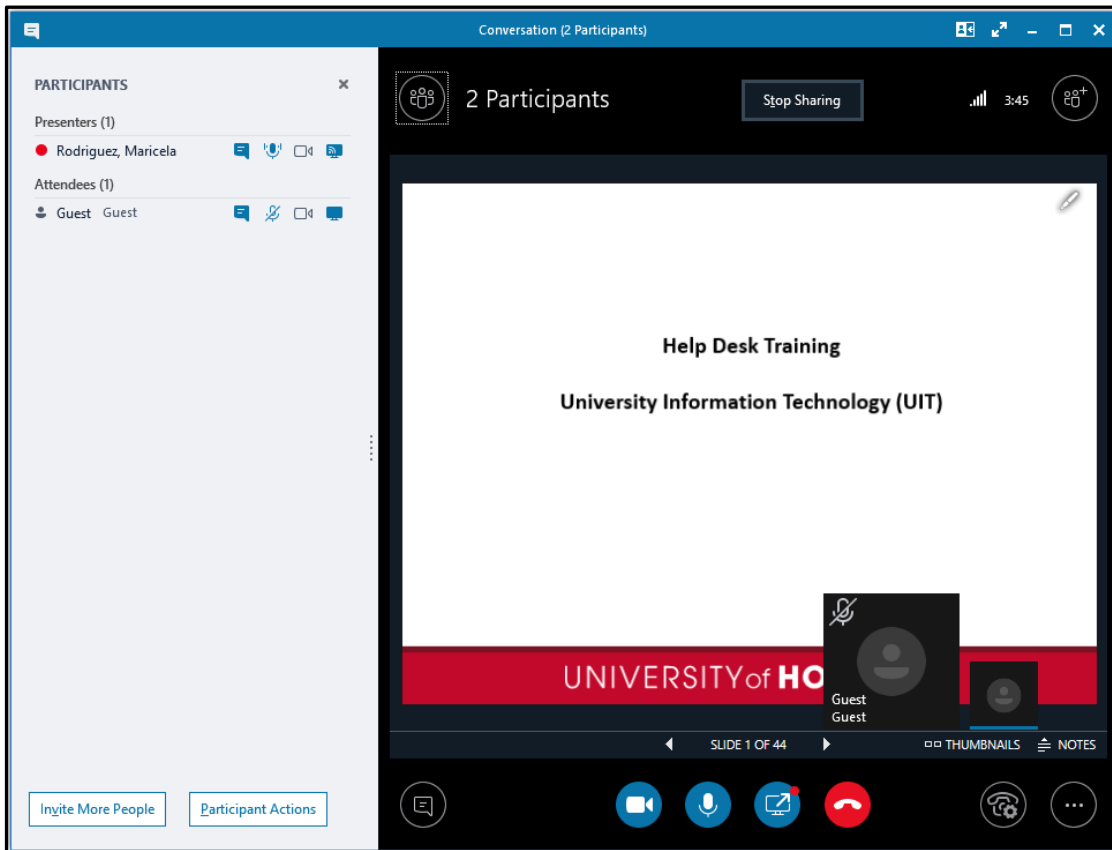 Conversation (2 Participants)
PARTICIPANTS
Presenters (1)
Rodriguez, Maricela
Attendees (1)
Guest Guest
Invite More People
Participant Actions
2 Participants
Stop Sharing
3:45
Help Desk Training
University Information Technology (UIT)
UNIVERSITYof HO
Guest
Guest
SLIDE 1 OF 44
THUMBNAILS
NOTES